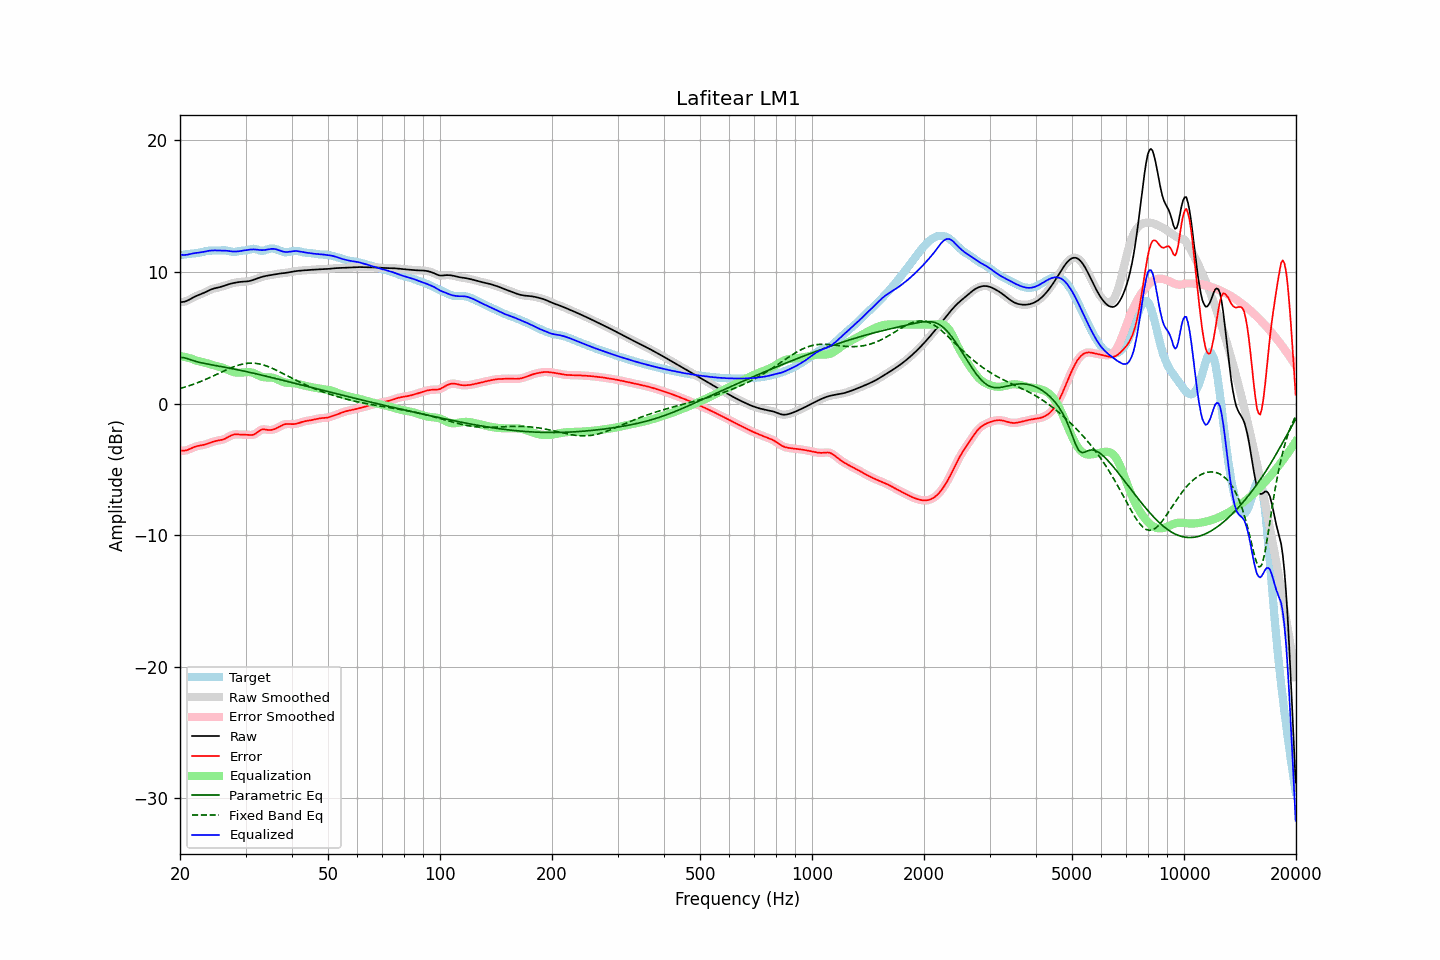 Lafitear LM1
20
10
0
−10
−20
−30
Amplitude (dBr)
Target
Raw Smoothed
Error Smoothed
Raw
Error
Equalization
Parametric Eq
Fixed Band Eq
Equalized
20 50 100 200 500 1000 2000 5000 10000 20000
Frequency (Hz)